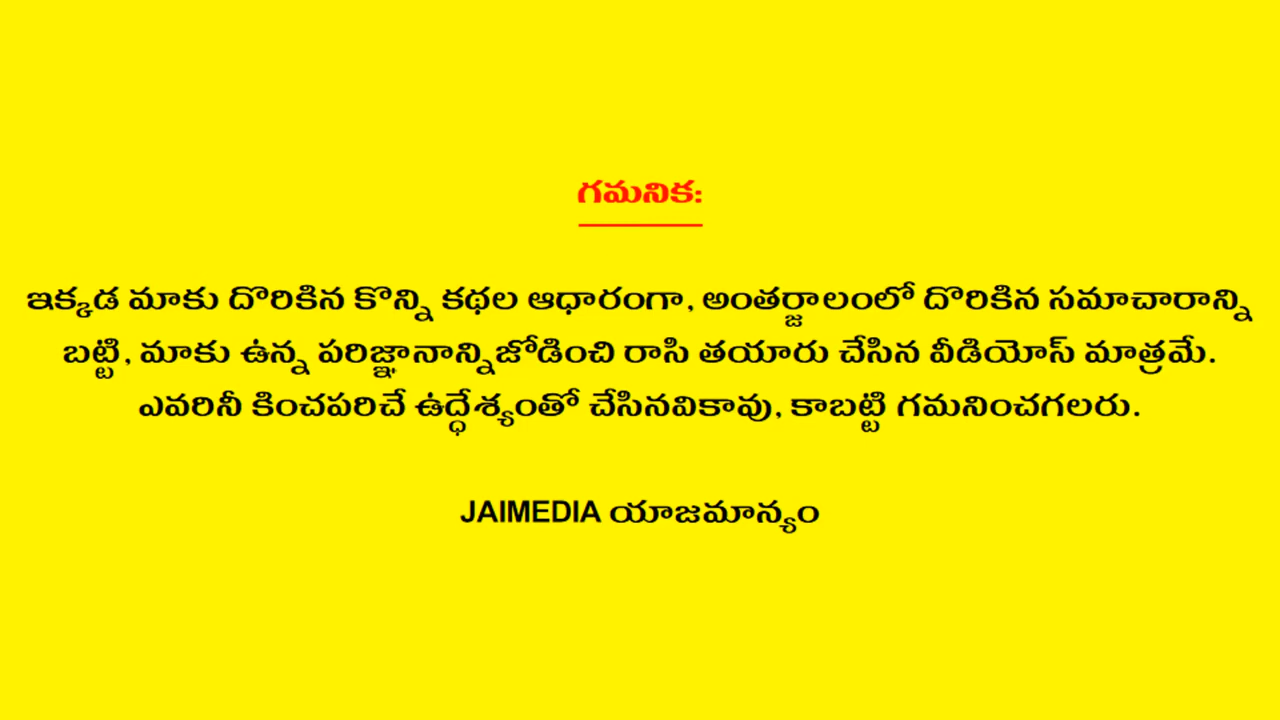 గమనిక:
ఇక్కడ మాకు దొరికిన కొన్ని కథల ఆధారంగా, అంతర్జాలంలో దొరికిన సమాచారాన్ని
బట్టి, మాకు ఉన్న పరిజ్ఞానాన్నిజోడించి రాసి తయారు చేసిన వీడియోస్ మాత్రమే.
ఎవరినీ కించపరిచే ఉద్ధేశ్యంతో చేసినవికావు, కాబట్టి గమనించగలరు.
JAIMEDIA యాజమాన్యం